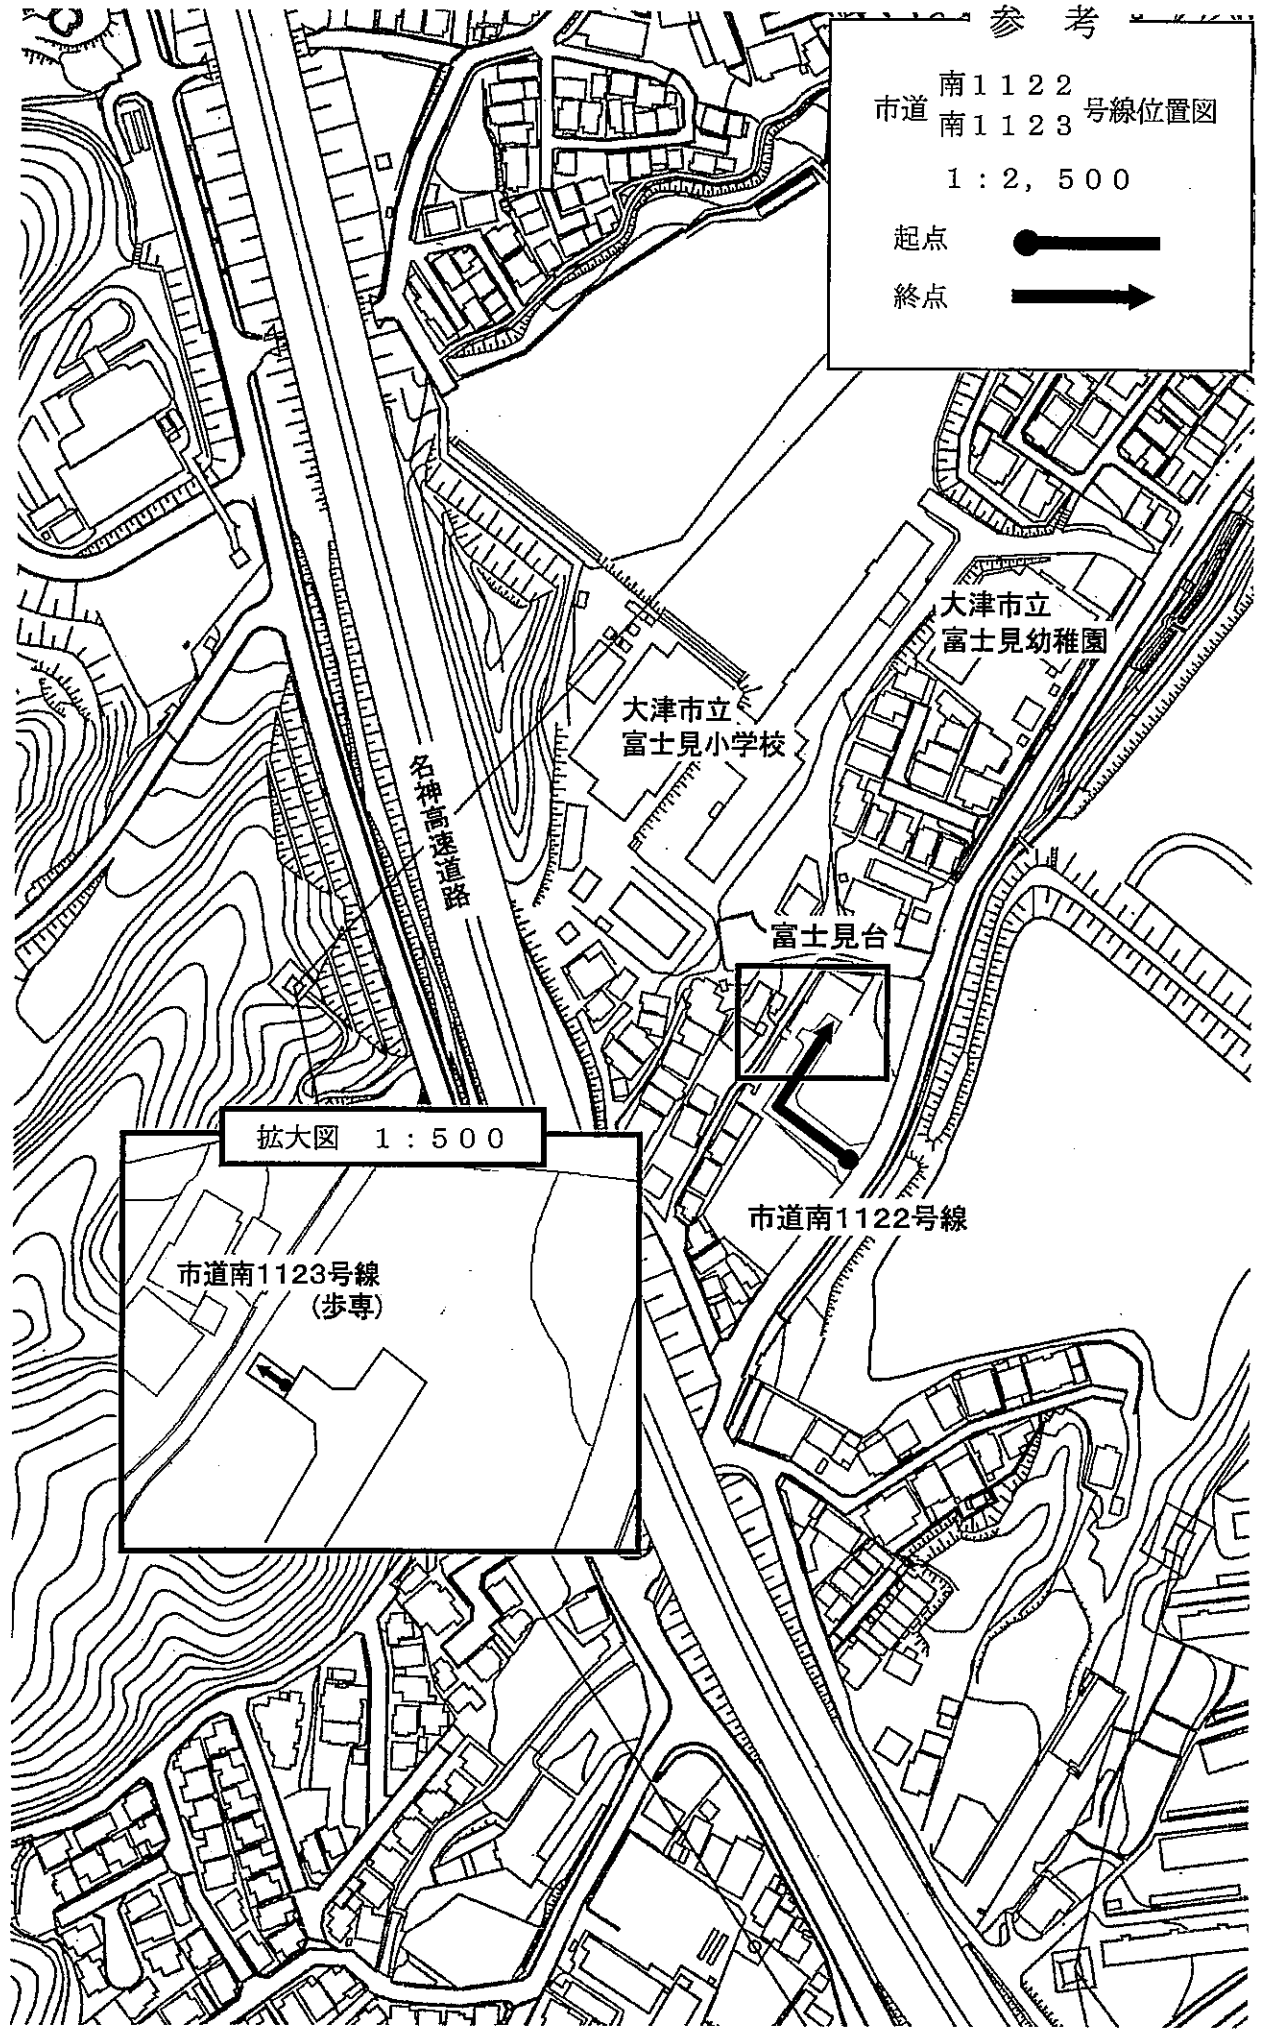 参 考
南１１２２
市道 号線位置図
南１１２３
１：２，５００
起点
終点
大津市立
富士見幼稚園
大津市立
富士見小学校
名神高速道路
富士見台
市道南1122号線
拡大図 １：５００
市道南1123号線
(歩専)